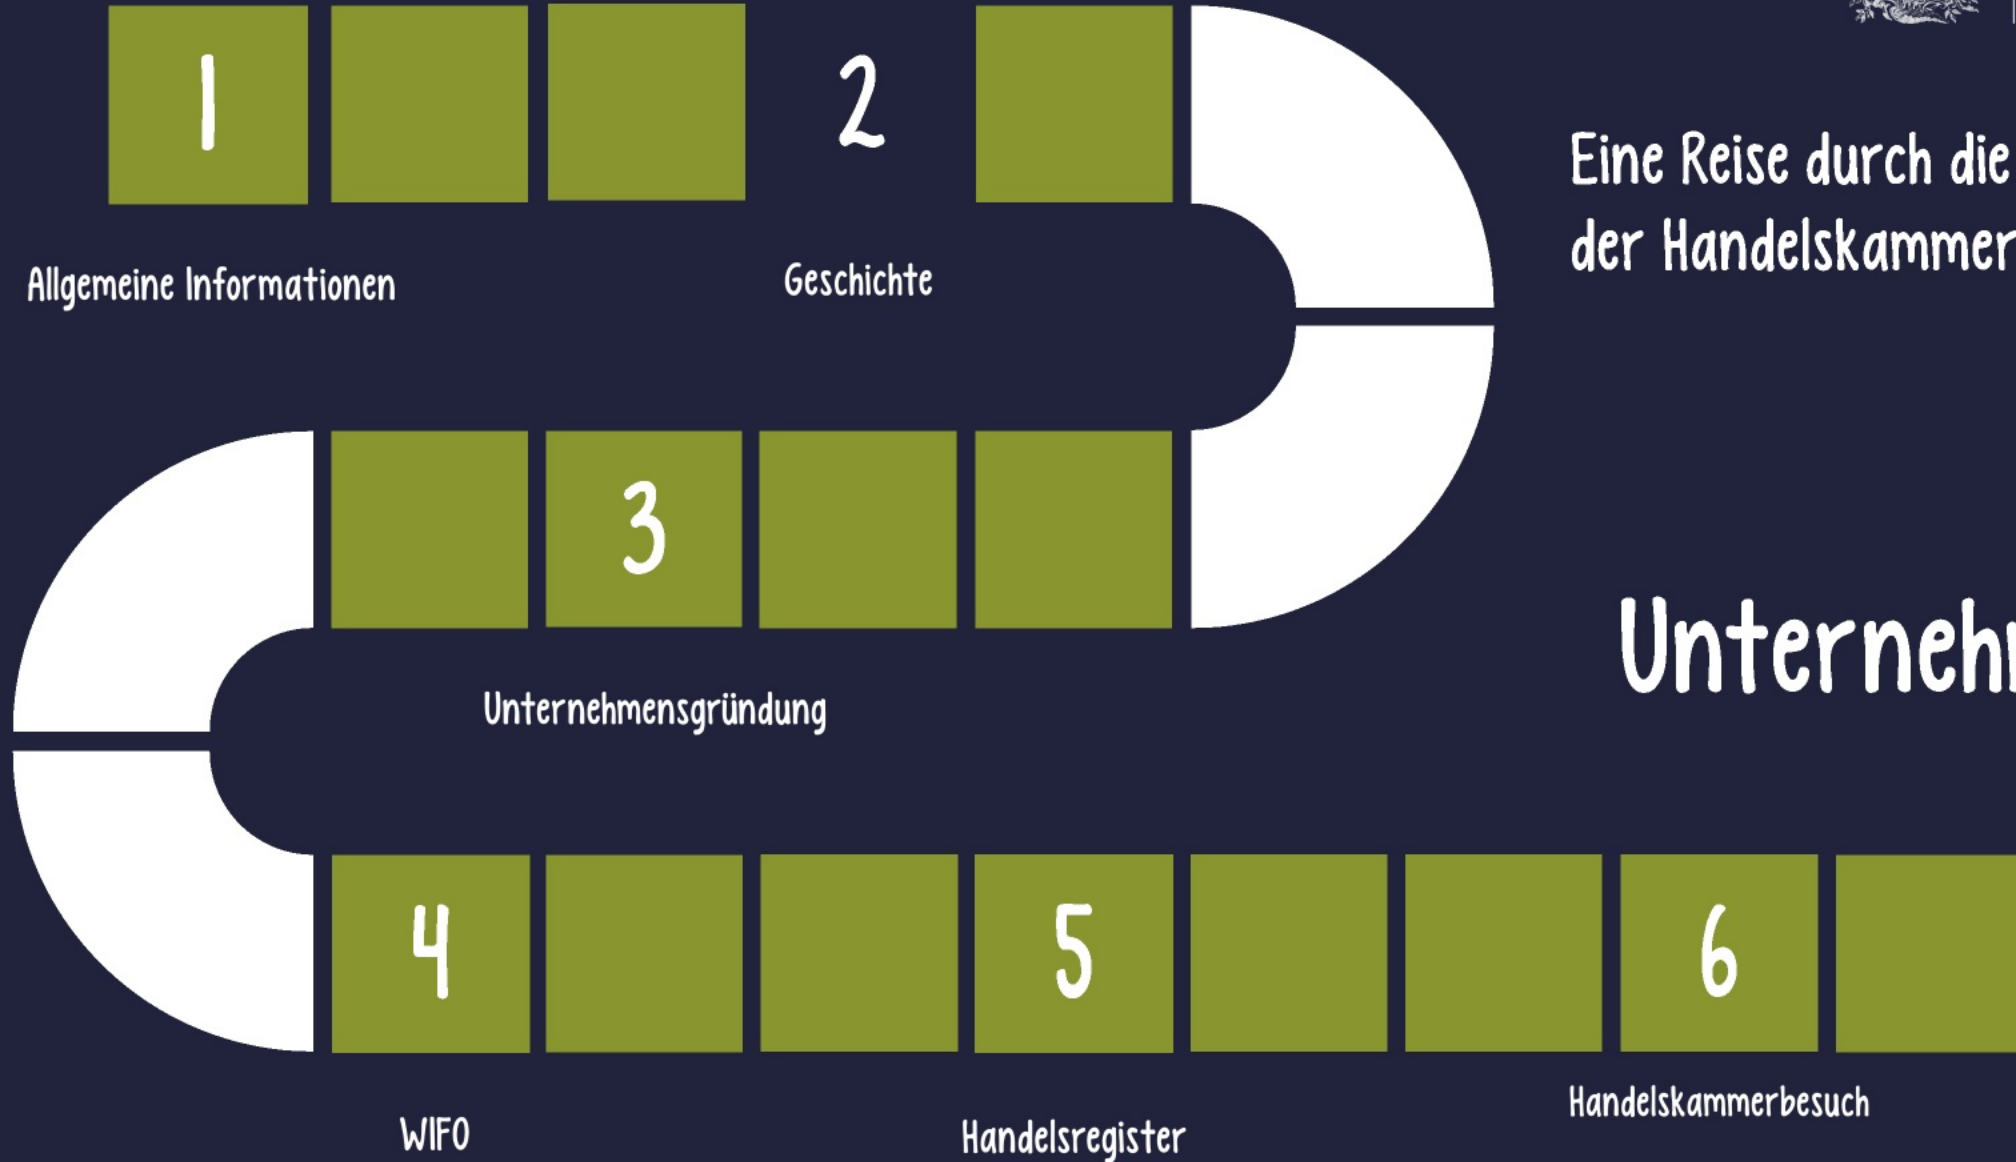 1
2
Eine Reise durch die
der Handelskammer
Allgemeine Informationen
Geschichte
3
Unternehmensgründung
4
5
6
WIFO
Handelsregister
Handelskammerbesuch